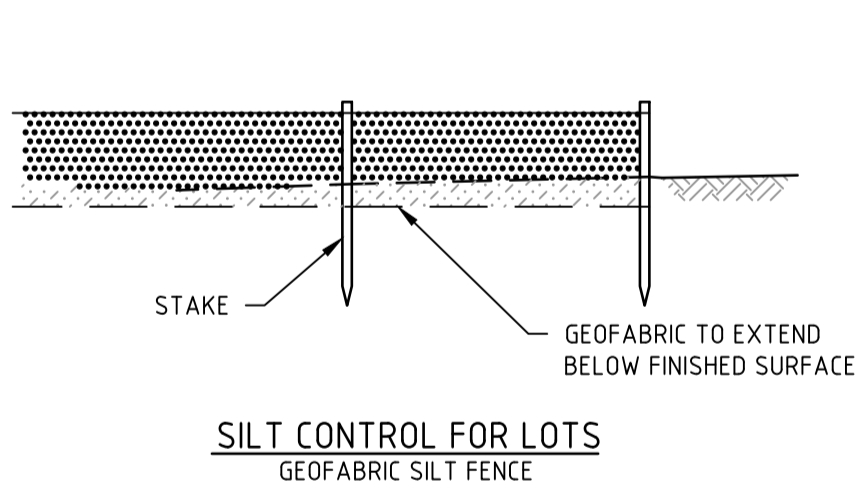 STAKE
GEOFABRIC TO EXTEND
BELOW FINISHED SURFACE
SILT CONTROL FOR LOTS
GEOFABRIC SILT FENCE